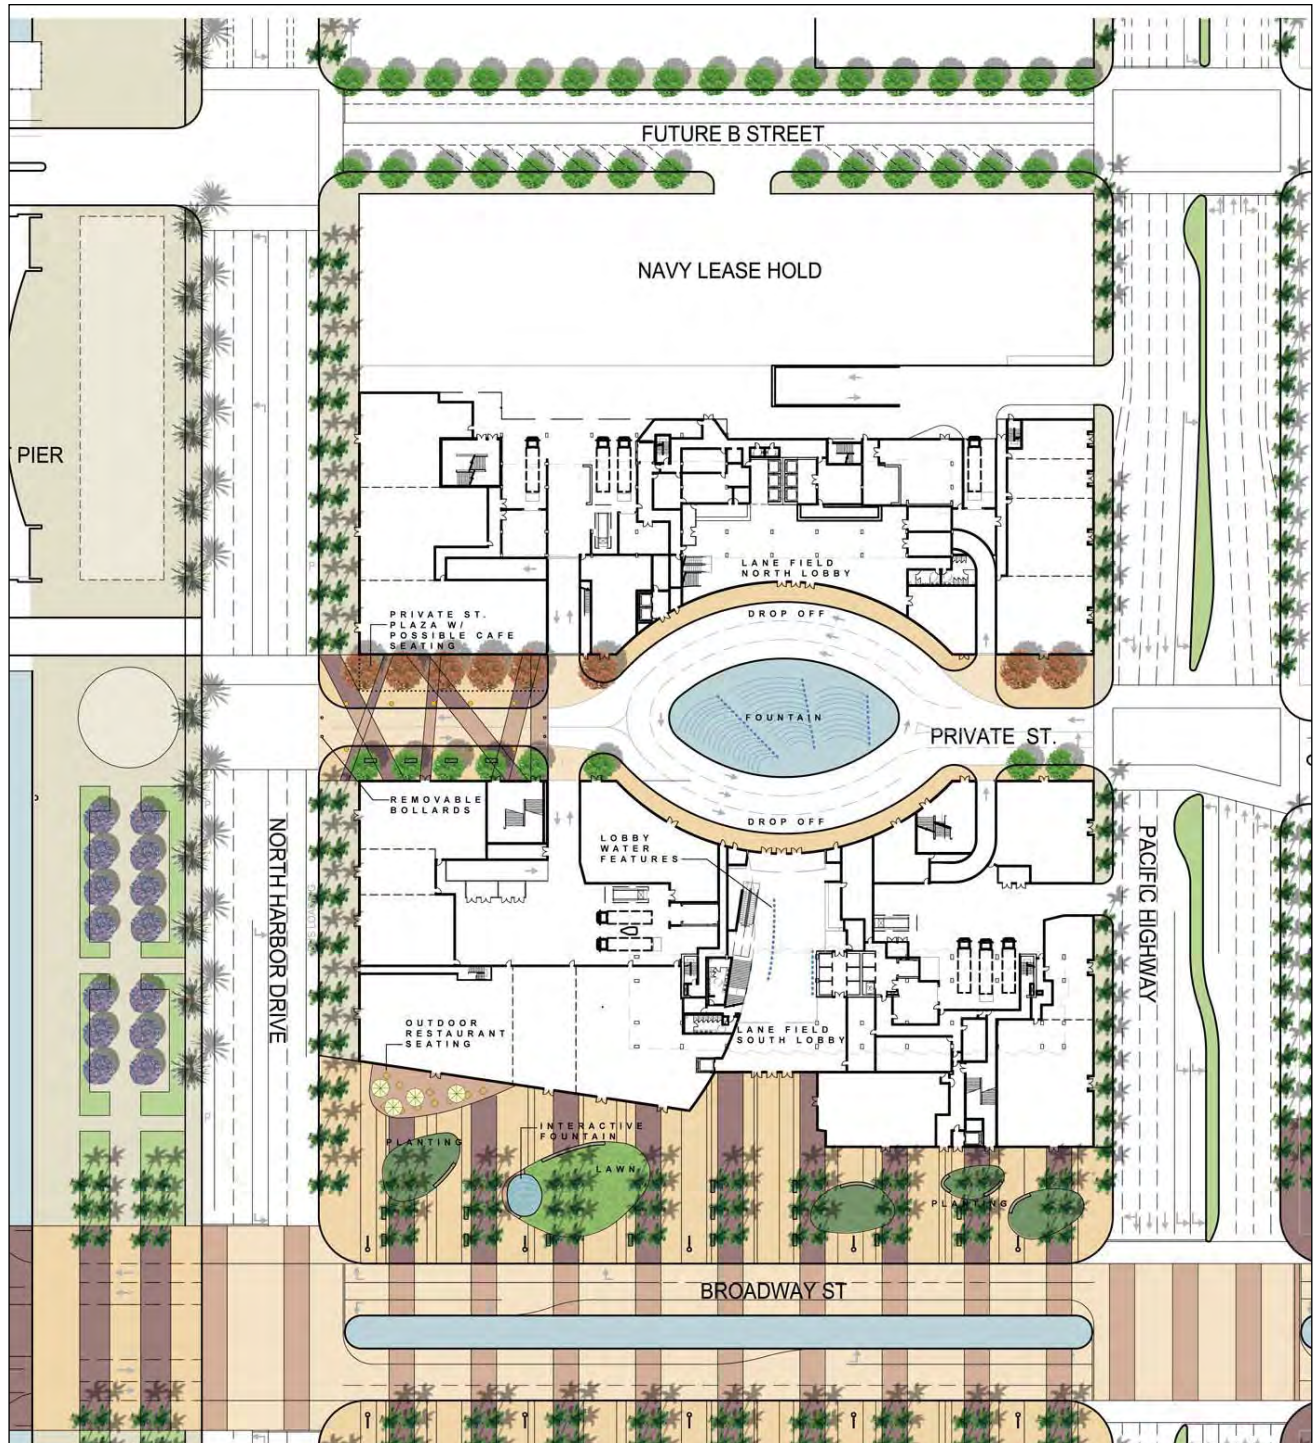 FUTURE B STREET
NAVY LEASE HOLD
PIER
LANE FIELD
NORTH LOBBY
DROP OFF
PRIVATE ST.
PLAZA W/
POSSIBLE CAFE
SEATING
FOUNTAIN
PRIVATE ST.
REMOVABLE
BOLLARDS
DROP OFF
LOBBY
WATER
FEATURES
NORTH HARBOR DRIVE
PACIFIC HIGHWAY
OUTDOOR
RESTAURANT
SEATING
LANE FIELD
SOUTH LOBBY
INTERACTIVE
FOUNTAIN
PLANTING
LAWN
PLANTING
BROADWAY ST